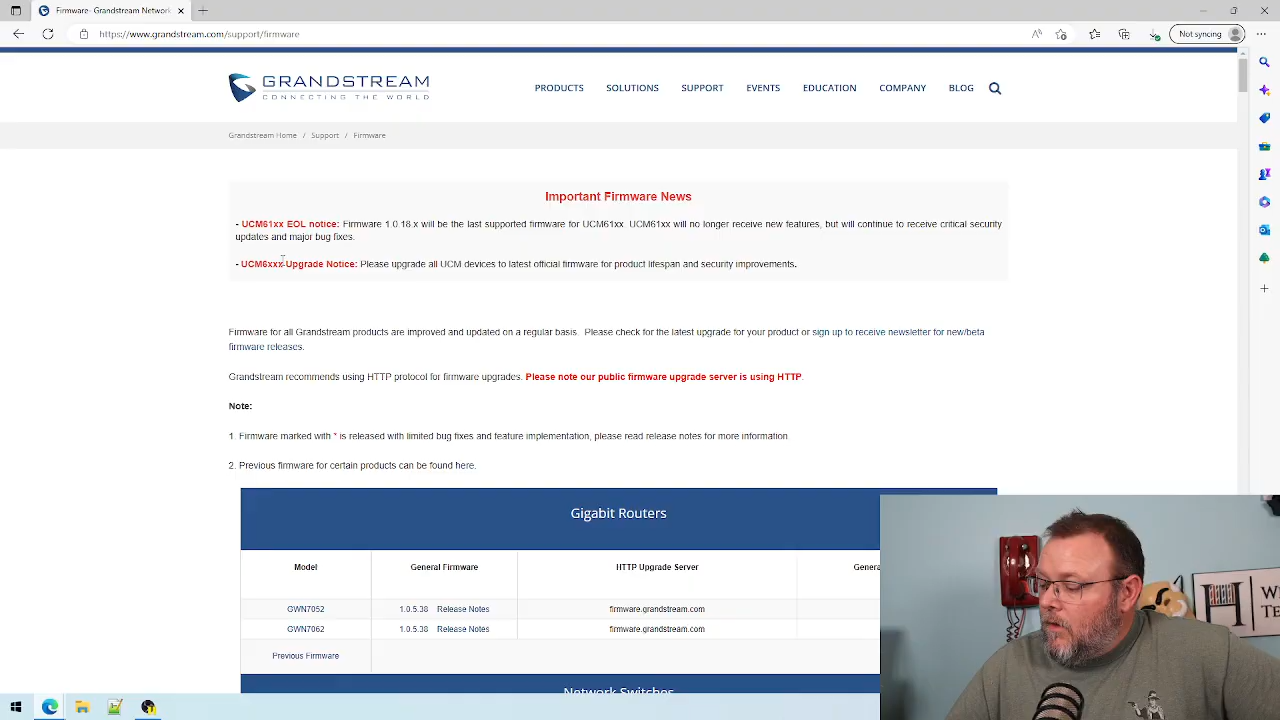 Firmware- Grandstream Networ
Not syncing
https://www.grandstream.com/support/firmware
GRANDSTREAM
CONNECTING THE WORLD
PRODUCTS SOLUTIONS SUPPORT EVENTS EDUCATION COMPANY BLOG
Grandstream Home / Support / Firmware
Important Firmware News
- UCM61xx EOL notice: Firmware 1.0.18.x will be the last supported firmware for UCM61xx. UCM61xx will no longer receive new features, but will continue to receive critical security
updates and major bug fixes.
- UCM6xxx Upgrade Notice: Please upgrade all UCM devices to latest official firmware for product lifespan and security improvements.
Firmware for all Grandstream products are improved and updated on a regular basis. Please check for the latest upgrade for your product or sign up to receive newsletter for new/beta
firmware releases.
Grandstream recommends using HTTP protocol for firmware upgrades. Please note our public firmware upgrade server is using HTTP.
Note:
1. Firmware marked with * is released with limited bug fixes and feature implementation, please read release notes for more information
2. Previous firmware for certain products can be found here.
Gigabit Routers
Model General Firmware HTTP Upgrade Server
GWN7052 1.0.5.38 Release Notes firmware.grandstream.com
GWN7062 1.0.5.38 Release Notes firmware.grandstream.com
Previous Firmware
Network Switches